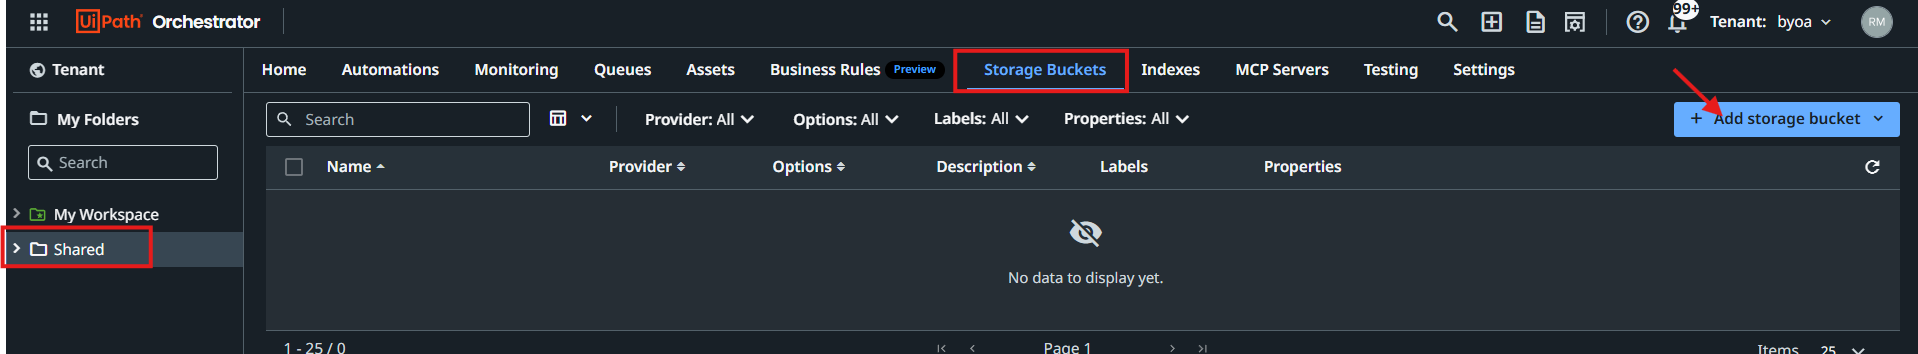 UiPath Orchestrator
99+
Tenant: byoa
RM
Tenant
Home Automations Monitoring Queues Assets Business Rules Preview Storage Buckets Indexes MCP Servers Testing Settings
My Folders
Search
Search
Provider: All Options: All Labels: All Properties: All
+ Add storage bucket
Name Provider Options Description Labels Properties
My Workspace
Shared
No data to display yet.
1 - 25 / 0
Page 1
Items 25